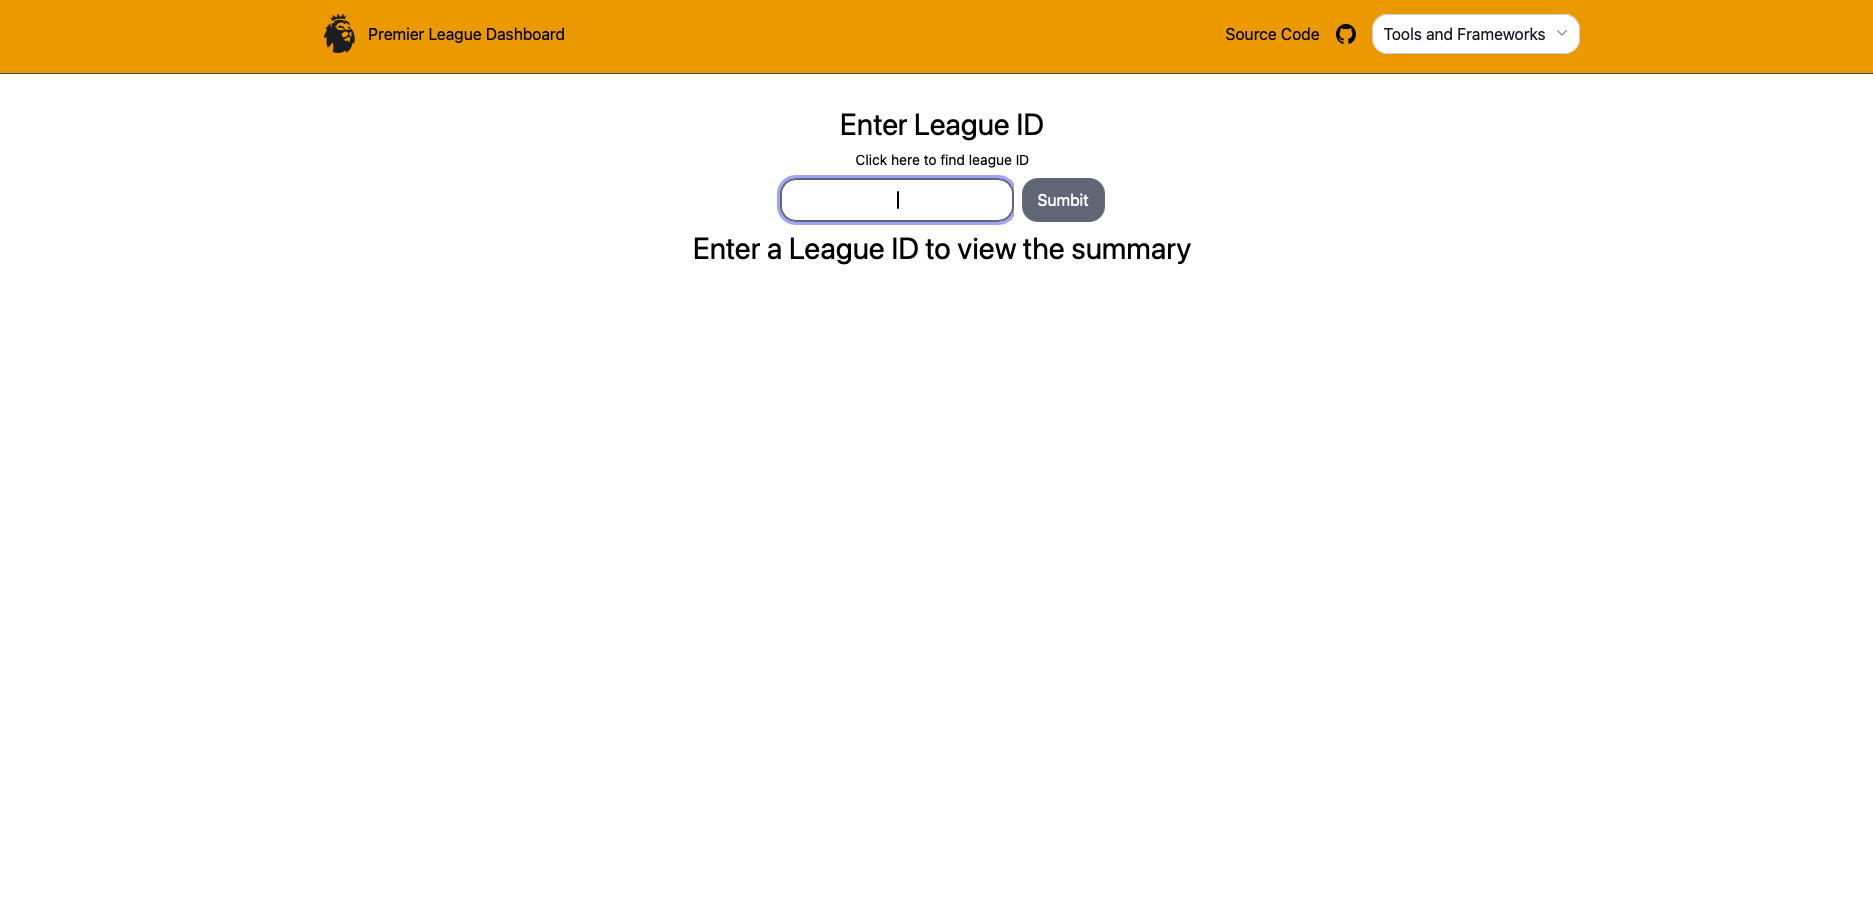 Premier League Dashboard
Source Code
Tools and Frameworks
Enter League ID
Click here to find league ID
Sumbit
Enter a League ID to view the summary